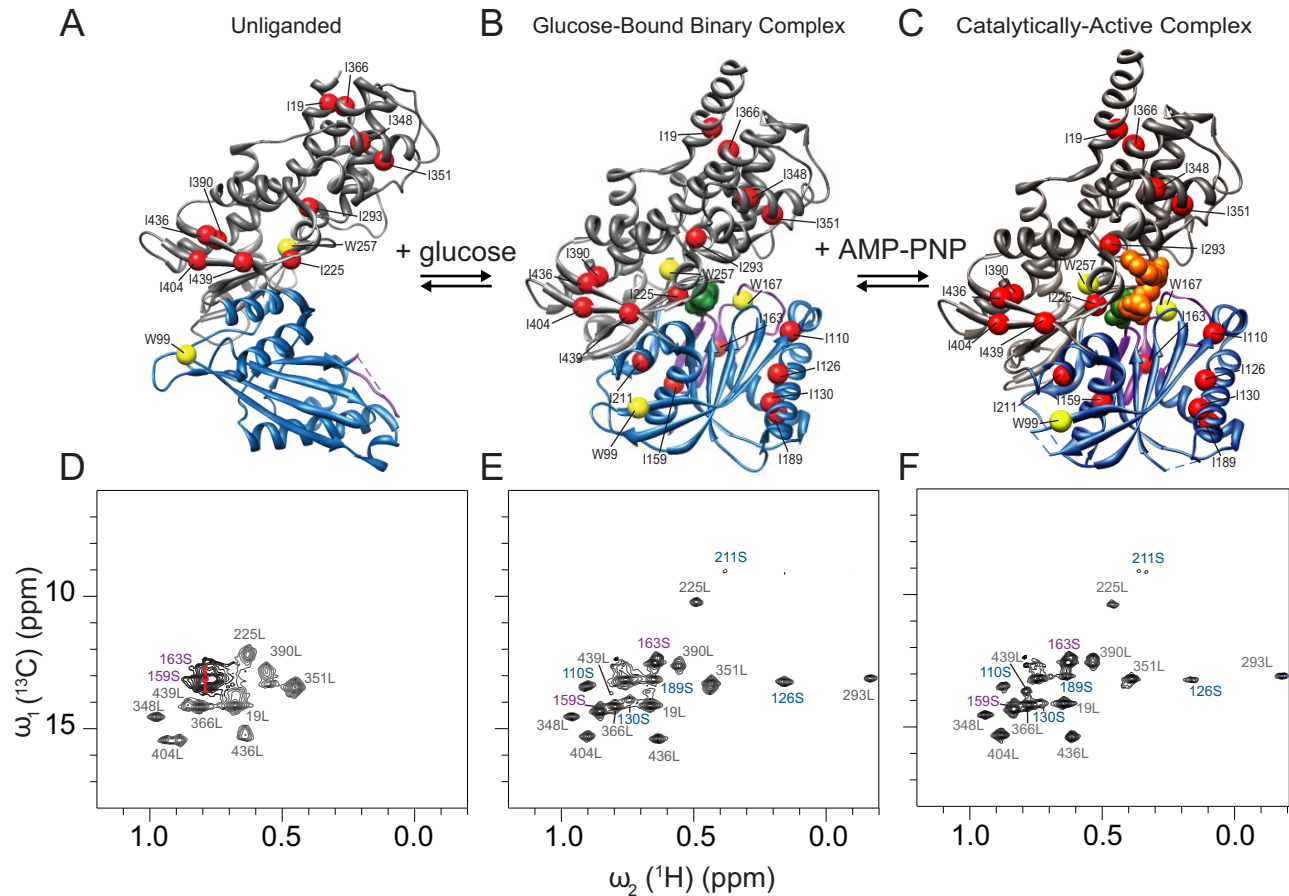 A Unliganded
B Glucose-Bound Binary Complex
C Catalytically-Active Complex
I366
I19
I348
I351
I390
I293
I436
W257
I404
I439
I225
W99
+ glucose
I366
I19
I348
I351
I390
I293
I436
W257
W167
I225
I163
I404
I110
I439
I126
I211
I130
W99
I159
I189
+ AMP-PNP
I366
I19
I348
I351
I293
I390
W257
W167
I436
I225
I163
I404
I110
I439
I126
I130
I211
I159
W99
I189
D
E
F
ω1 (13C) (ppm)
10
15
225L
163S
390L
159S
351L
439L
366L
19L
348L
404L
436L
1.0 0.5 0.0
211S
225L
163S
439L
390L
110S
351L
189S
126S
293L
159S
19L
130S
348L
366L
404L
436L
1.0 0.5 0.0
211S
225L
163S
439L
390L
110S
351L
293L
189S
126S
159S
19L
130S
348L
366L
404L
436L
1.0 0.5 0.0
ω2 (1H) (ppm)